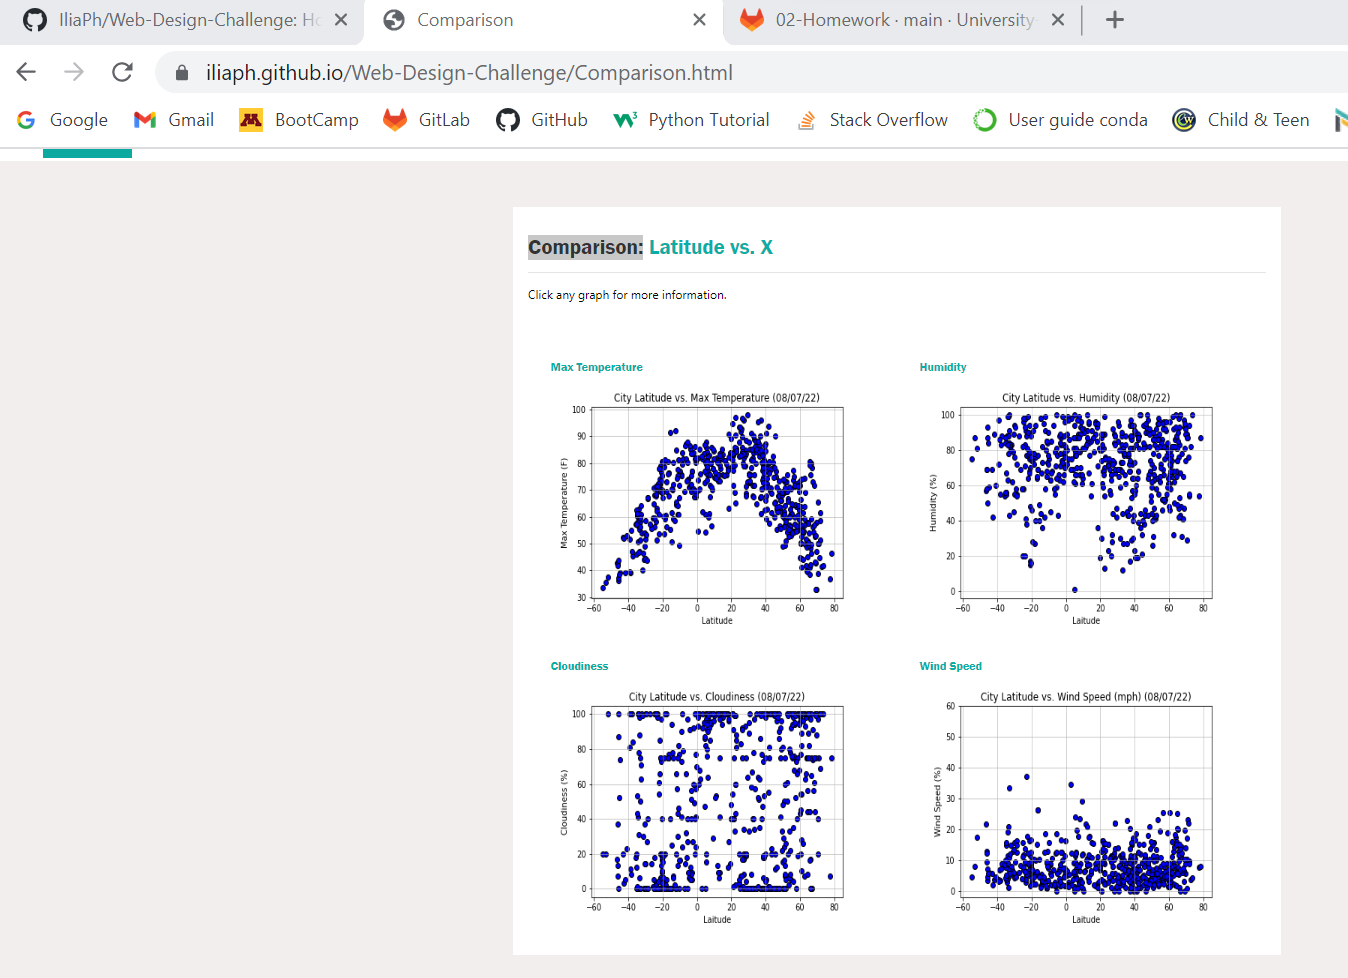 IliaPh/Web-Design-Challenge: Ho
Comparison
02-Homework · main · University-
iliaph.github.io/Web-Design-Challenge/Comparison.html
Google Gmail BootCamp GitLab GitHub Python Tutorial Stack Overflow User guide conda Child & Teen
Comparison: Latitude vs. X
Click any graph for more information.
Max Temperature
City Latitude vs. Max Temperature (08/07/22)
Max Temperature (F)
100
90
80
70
60
50
40
30
−60 −40 −20 0 20 40 60 80
Latitude
Humidity
City Latitude vs. Humidity (08/07/22)
Humidity (%)
100
80
60
40
20
0
−60 −40 −20 0 20 40 60 80
Laitude
Cloudiness
City Latitude vs. Cloudiness (08/07/22)
Cloudiness (%)
100
80
60
40
20
0
−60 −40 −20 0 20 40 60 80
Laitude
Wind Speed
City Latitude vs. Wind Speed (mph) (08/07/22)
Wind Speed (%)
60
50
40
30
20
10
0
−60 −40 −20 0 20 40 60 80
Laitude